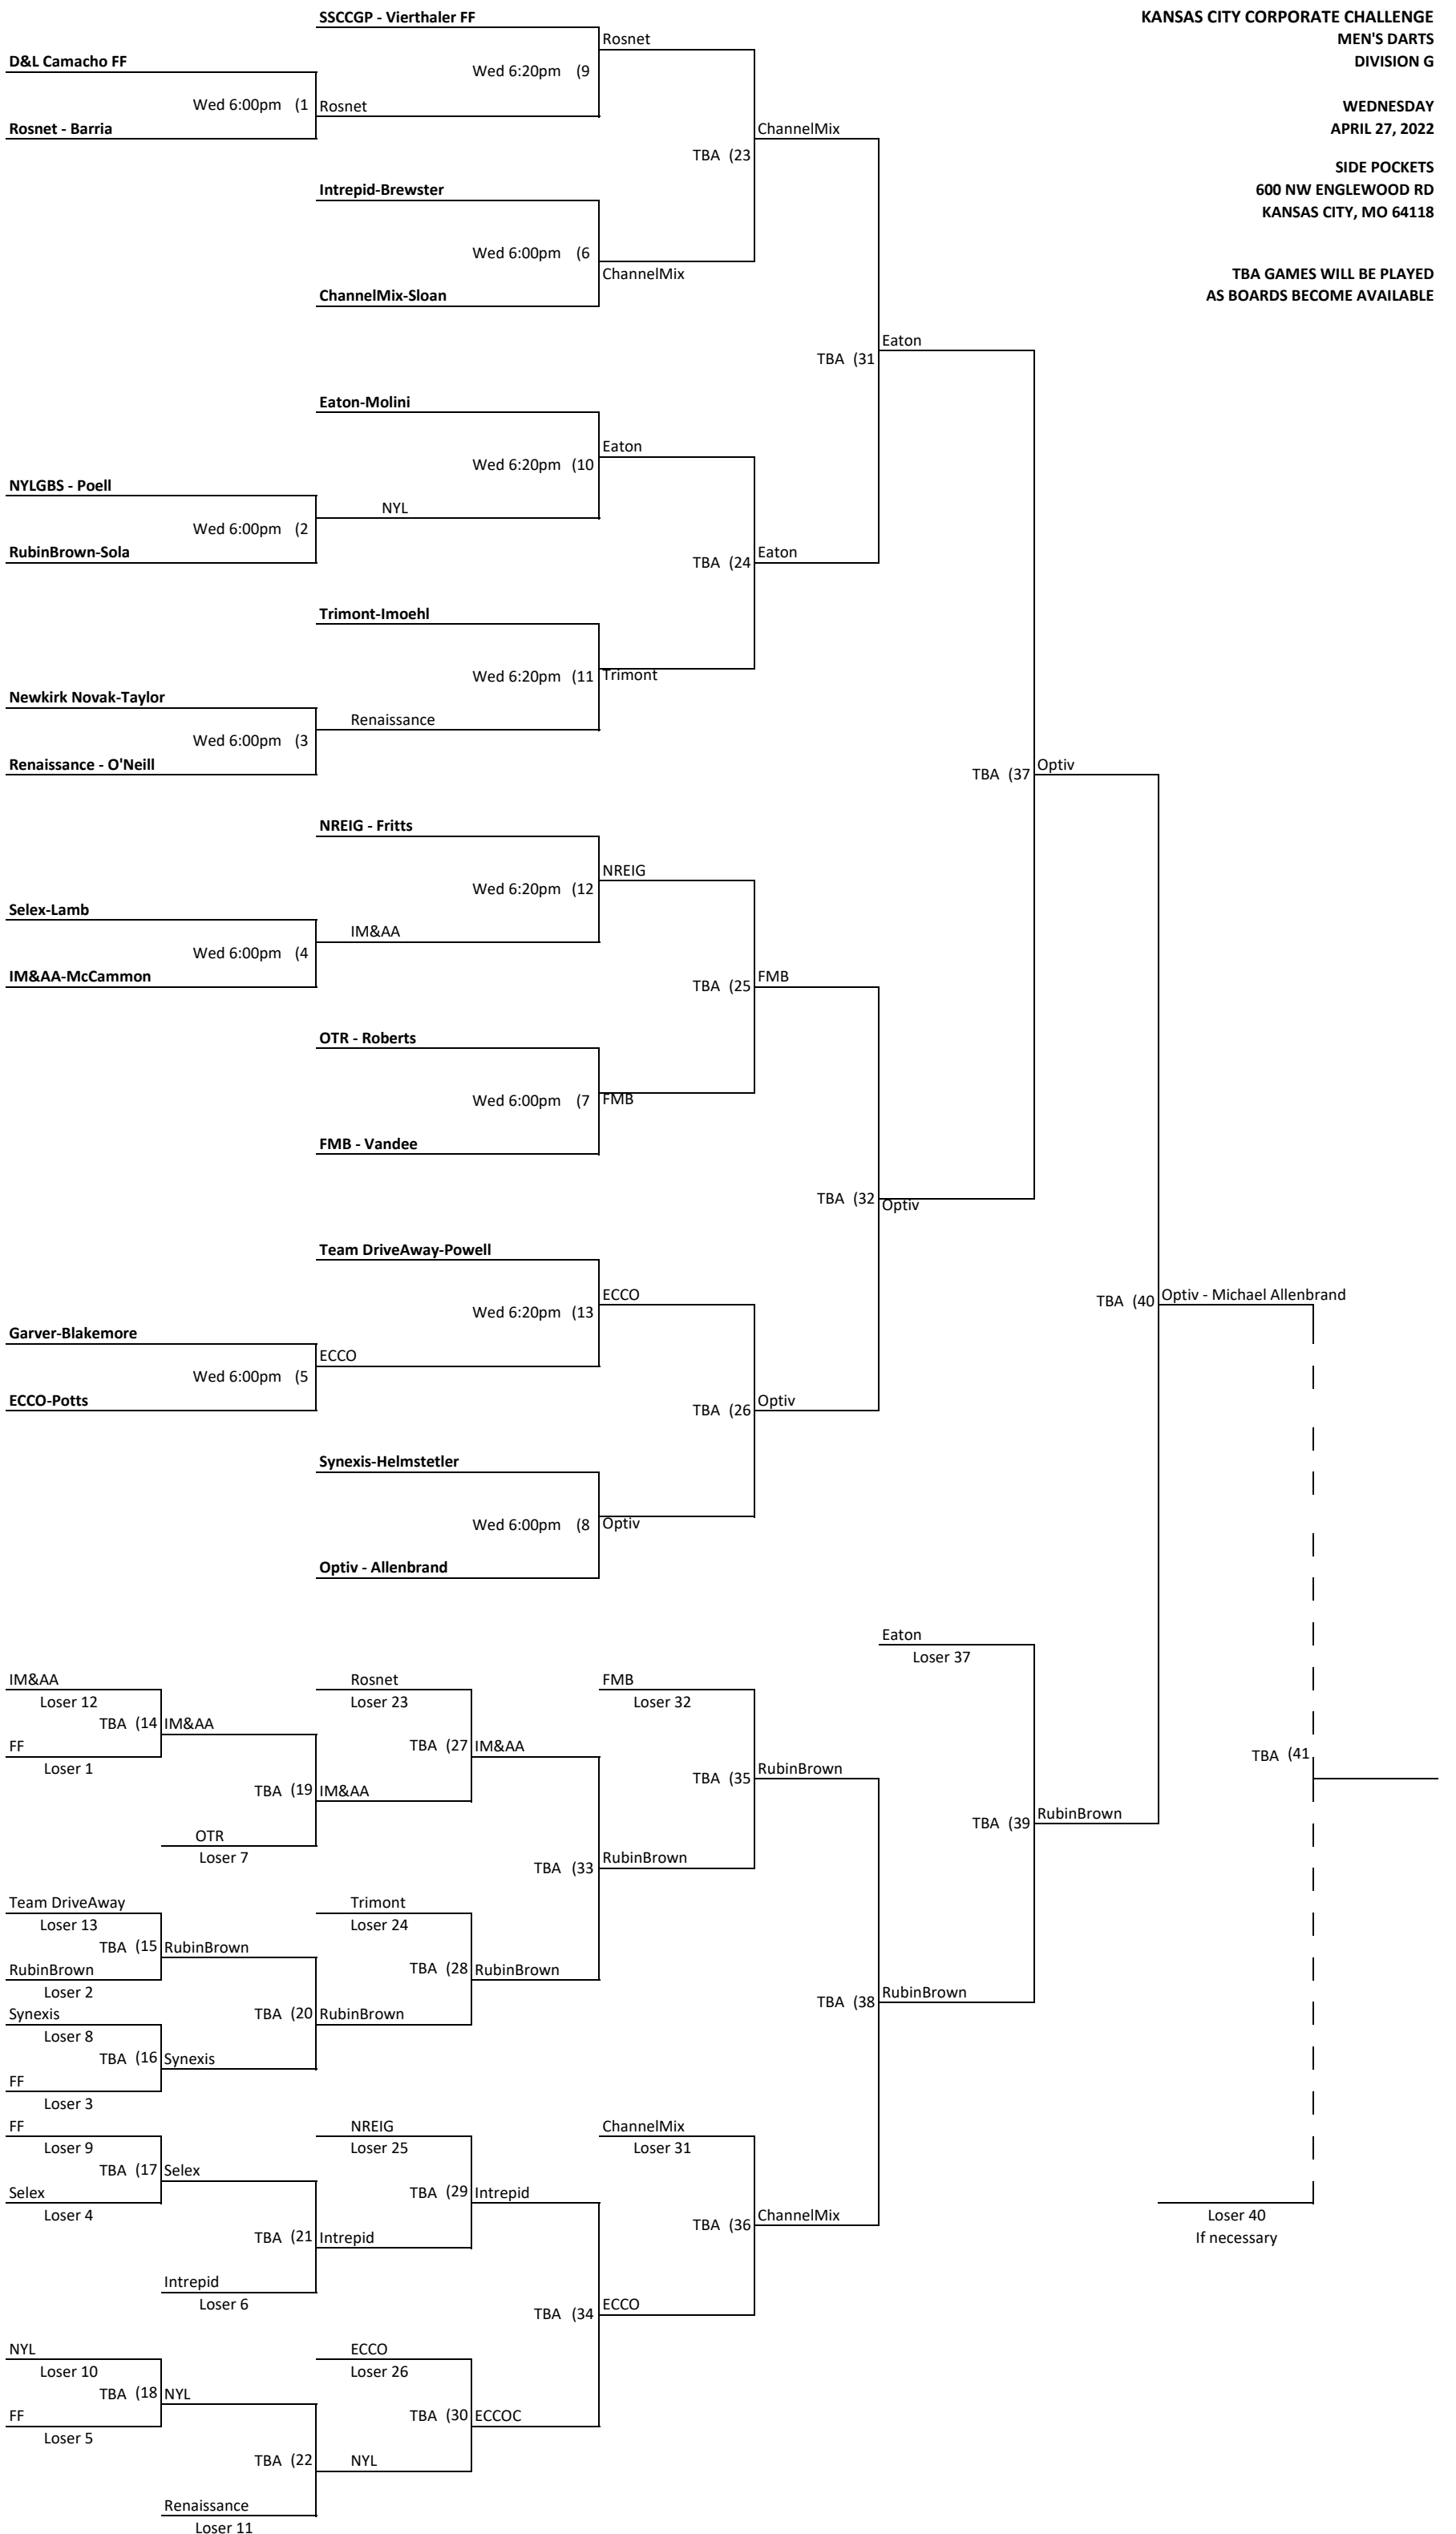 KANSAS CITY CORPORATE CHALLENGE
MEN'S DARTS
DIVISION G
WEDNESDAY
APRIL 27, 2022
SIDE POCKETS
600 NW ENGLEWOOD RD
KANSAS CITY, MO 64118
TBA GAMES WILL BE PLAYED
AS BOARDS BECOME AVAILABLE
SSCCGP - Vierthaler FF
Rosnet
D&L Camacho FF
Wed 6:20pm (9
Wed 6:00pm (1
Rosnet
Rosnet - Barria
ChannelMix
TBA (23
Intrepid-Brewster
Wed 6:00pm (6
ChannelMix
ChannelMix-Sloan
Eaton
TBA (31
Eaton-Molini
Eaton
Wed 6:20pm (10
NYLGBS - Poell
NYL
Wed 6:00pm (2
RubinBrown-Sola
Eaton
TBA (24
Trimont-Imoehl
Wed 6:20pm (11
Trimont
Newkirk Novak-Taylor
Renaissance
Wed 6:00pm (3
Renaissance - O'Neill
Optiv
TBA (37
NREIG - Fritts
NREIG
Wed 6:20pm (12
Selex-Lamb
IM&AA
Wed 6:00pm (4
IM&AA-McCammon
FMB
TBA (25
OTR - Roberts
Wed 6:00pm (7
FMB
FMB - Vandee
TBA (32
Optiv
Team DriveAway-Powell
ECCO
Optiv - Michael Allenbrand
TBA (40
Wed 6:20pm (13
Garver-Blakemore
ECCO
Wed 6:00pm (5
ECCO-Potts
Optiv
TBA (26
Synexis-Helmstetler
Wed 6:00pm (8
Optiv
Optiv - Allenbrand
Eaton
Loser 37
IM&AA
Rosnet
FMB
Loser 12
Loser 23
Loser 32
TBA (14
IM&AA
FF
TBA (27
IM&AA
TBA (41
Loser 1
RubinBrown
TBA (35
TBA (19
IM&AA
RubinBrown
TBA (39
OTR
Loser 7
RubinBrown
TBA (33
Team DriveAway
Trimont
Loser 13
Loser 24
TBA (15
RubinBrown
RubinBrown
TBA (28
RubinBrown
Loser 2
RubinBrown
TBA (38
Synexis
TBA (20
RubinBrown
Loser 8
TBA (16
Synexis
FF
Loser 3
FF
NREIG
ChannelMix
Loser 9
Loser 25
Loser 31
TBA (17
Selex
Selex
TBA (29
Intrepid
Loser 4
ChannelMix
TBA (36
Loser 40
TBA (21
Intrepid
If necessary
Intrepid
Loser 6
ECCO
TBA (34
NYL
ECCO
Loser 10
Loser 26
TBA (18
NYL
FF
TBA (30
ECCOC
Loser 5
TBA (22
NYL
Renaissance
Loser 11